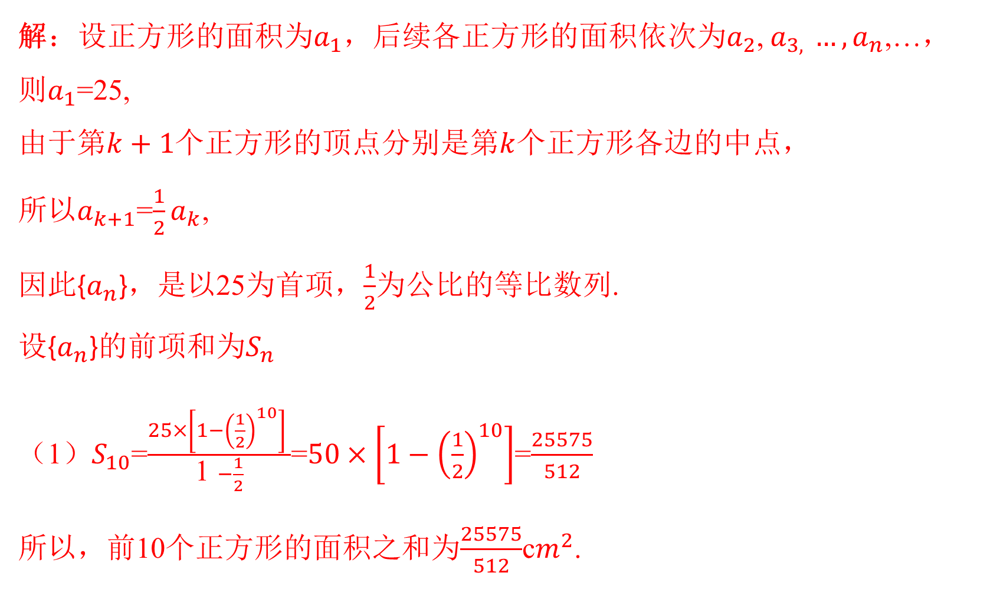 解：设正方形的面积为$a_1$，后续各正方形的面积依次为$a_2, a_{3,} \dots, a_n$,…，
则$a_1$=25,
由于第$k+1$个正方形的顶点分别是第$k$个正方形各边的中点，
所以$a_{k+1}$=$\frac{1}{2}a_k$,
因此{$a_n$}，是以25为首项，$\frac{1}{2}$为公比的等比数列.
设{$a_n$}的前项和为$S_n$
（1）$S_{10}$=$\frac{25×\left[1-\left(\frac{1}{2}\right)^{10}\right]}{1-\frac{1}{2}}$=$50×\left[1-\left(\frac{1}{2}\right)^{10}\right]$=$\frac{25575}{512}$
所以，前10个正方形的面积之和为$\frac{25575}{512}$c$m^2$.